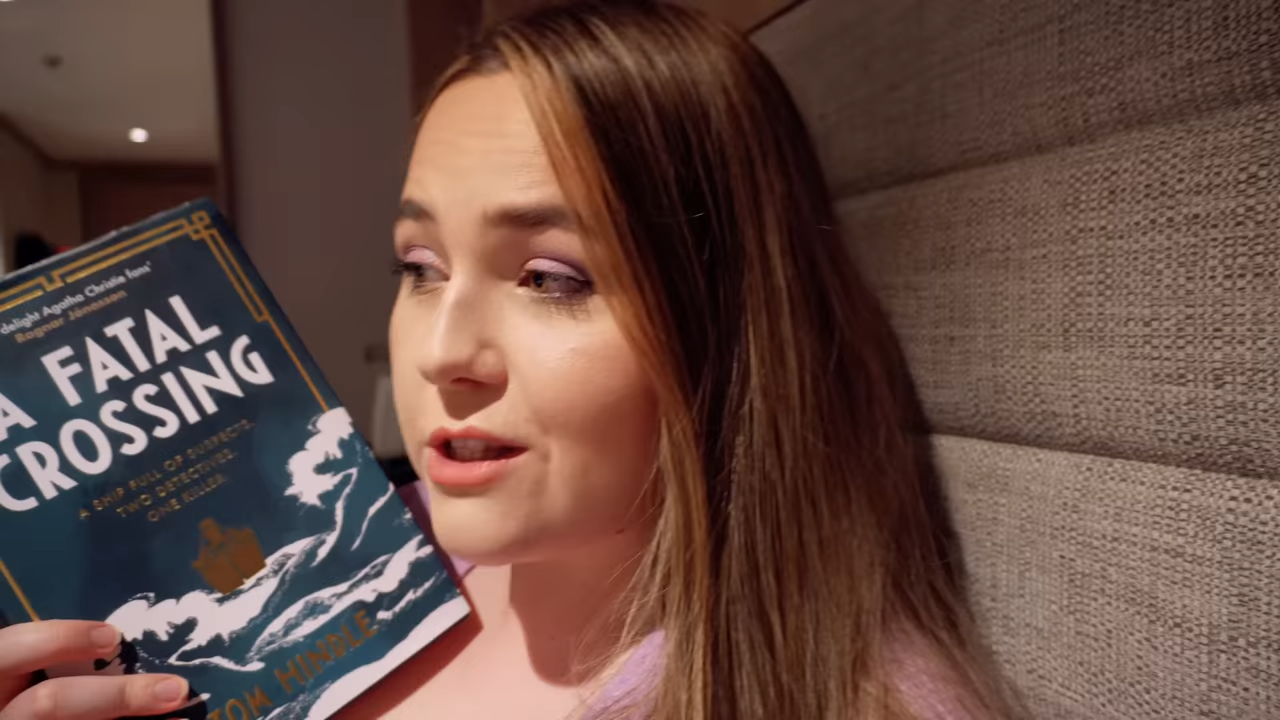 delight Agatha Christie fans'
Ragnar Jónasson
A FATAL
CROSSING
A SHIP FULL OF SUSPECTS.
TWO DETECTIVES.
ONE KILLER.
TOM HINDLE